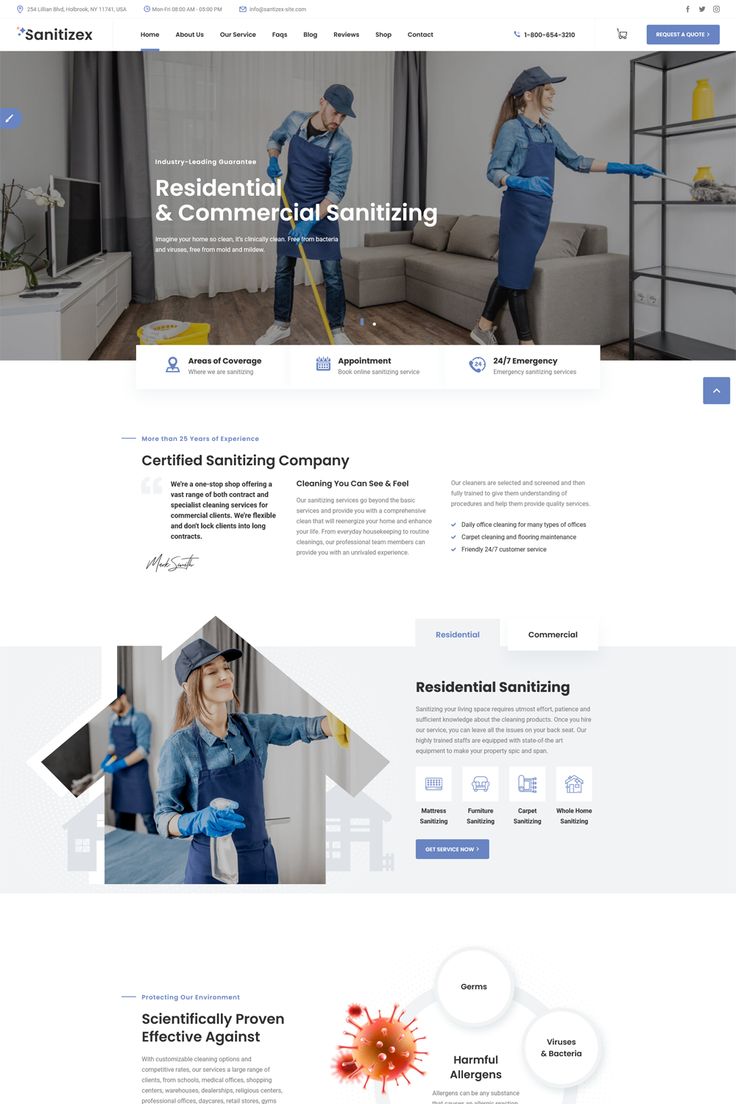 254 Lillian Blvd, Holbrook, NY 11741, USA
Mon-Fri 08:00 AM - 05:00 PM
info@santizex-site.com
Sanitizex
Home About Us Our Service Faqs Blog Reviews Shop Contact
1-800-654-3210
REQUEST A QUOTE
Industry-Leading Guarantee
Residential
& Commercial Sanitizing
Imagine your home so clean, it's clinically clean. Free from bacteria
and viruses, free from mold and mildew.
Areas of Coverage
Where we are sanitizing
Appointment
Book online sanitizing service
24
24/7 Emergency
Emergency sanitizing services
More than 25 Years of Experience
Certified Sanitizing Company
We're a one-stop shop offering a
vast range of both contract and
specialist cleaning services for
commercial clients. We're flexible
and don't lock clients into long
contracts.
Mark Smith
Cleaning You Can See & Feel
Our sanitizing services go beyond the basic
services and provide you with a comprehensive
clean that will reenergize your home and enhance
your life. From everyday housekeeping to routine
cleanings, our professional team members can
provide you with an unrivaled experience.
Our cleaners are selected and screened and then
fully trained to give them understanding of
procedures and help them provide quality services.
Daily office cleaning for many types of offices
Carpet cleaning and flooring maintenance
Friendly 24/7 customer service
Residential
Commercial
Residential Sanitizing
Sanitizing your living space requires utmost effort, patience and
sufficient knowledge about the cleaning products. Once you hire
our service, you can leave all the issues on your back seat. Our
highly trained staffs are equipped with state-of-the art
equipment to make your property spic and span.
Mattress
Sanitizing
Furniture
Sanitizing
Carpet
Sanitizing
Whole Home
Sanitizing
GET SERVICE NOW
Protecting Our Environment
Scientifically Proven
Effective Against
With customizable cleaning options and
competitive rates, our services a large range of
clients, from schools, medical offices, shopping
centers, warehouses, dealerships, religious centers,
professional offices, daycares, retail stores, gyms
Germs
Viruses
& Bacteria
Harmful
Allergens
Allergens can be any substance
that causes an allergic reaction